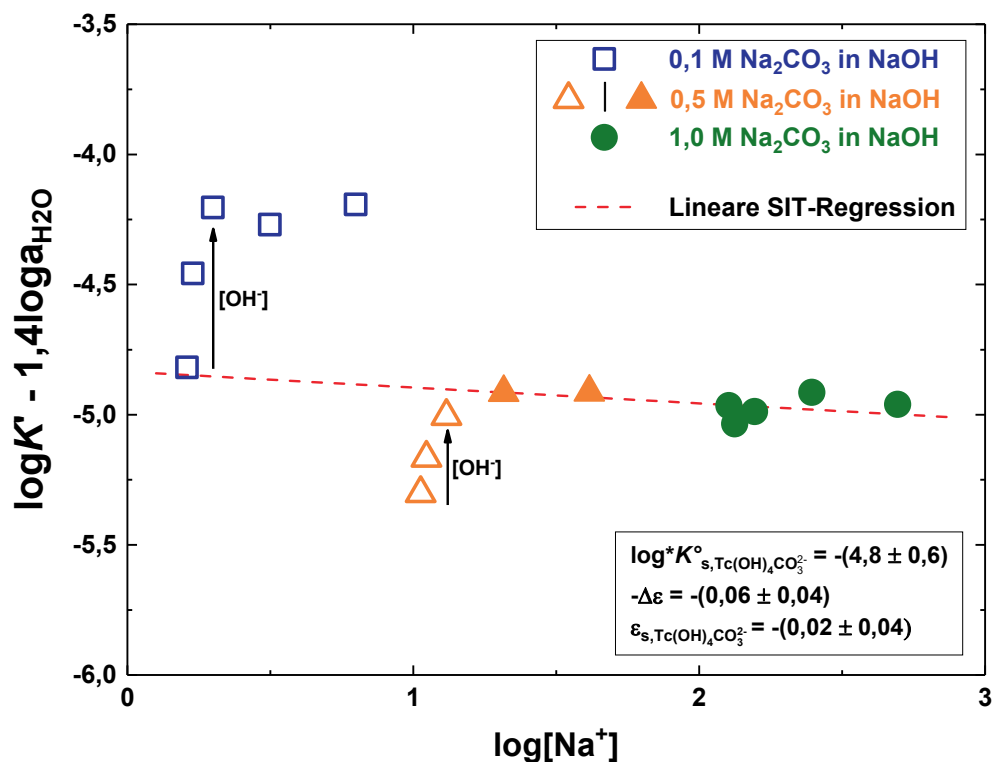 -3,5
-4,0
-4,5
-5,0
-5,5
-6,0
logK' - 1,4loga_H2O
0,1 M Na₂CO₃ in NaOH
0,5 M Na₂CO₃ in NaOH
1,0 M Na₂CO₃ in NaOH
Lineare SIT-Regression
[OH⁻]
[OH⁻]
log*K°s,Tc(OH)₄CO₃²⁻ = -(4,8 ± 0,6)
-Δε = -(0,06 ± 0,04)
εs,Tc(OH)₄CO₃²⁻ = -(0,02 ± 0,04)
0 1 2 3
log[Na⁺]